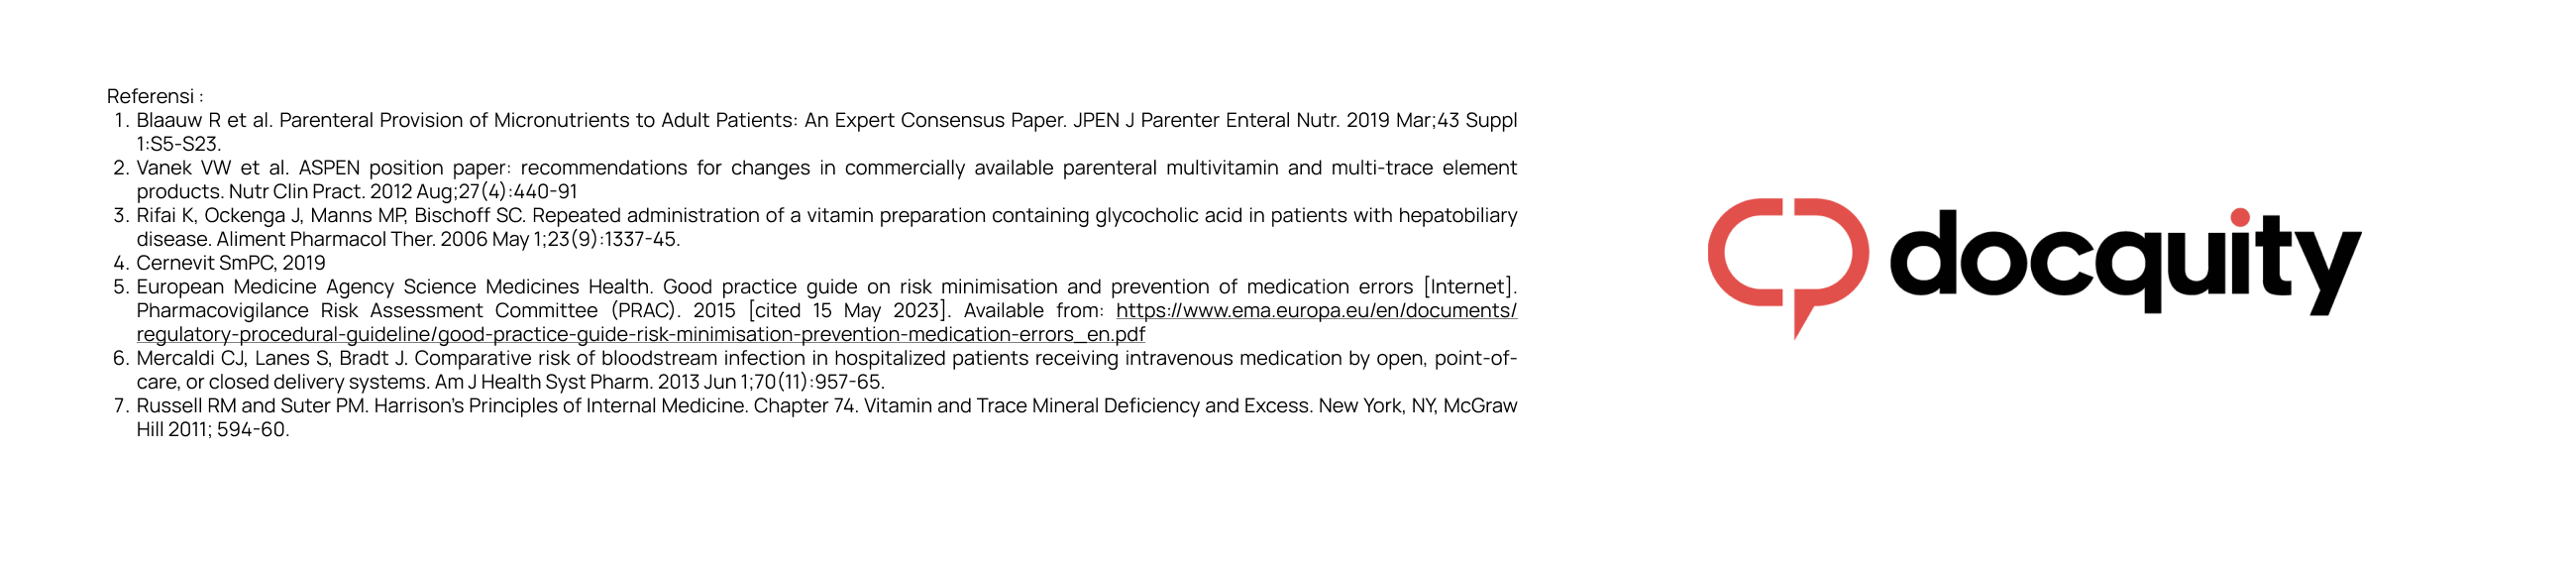 Referensi :
1. Blaauw R et al. Parenteral Provision of Micronutrients to Adult Patients: An Expert Consensus Paper. JPEN J Parenter Enteral Nutr. 2019 Mar;43 Suppl
1:S5-S23.
2. Vanek VW et al. ASPEN position paper: recommendations for changes in commercially available parenteral multivitamin and multi-trace element
products. Nutr Clin Pract. 2012 Aug;27(4):440-91
3. Rifai K, Ockenga J, Manns MP, Bischoff SC. Repeated administration of a vitamin preparation containing glycocholic acid in patients with hepatobiliary
disease. Aliment Pharmacol Ther. 2006 May 1;23(9):1337-45.
4. Cernevit SmPC, 2019
5. European Medicine Agency Science Medicines Health. Good practice guide on risk minimisation and prevention of medication errors [Internet].
Pharmacovigilance Risk Assessment Committee (PRAC). 2015 [cited 15 May 2023]. Available from: https://www.ema.europa.eu/en/documents/
regulatory-procedural-guideline/good-practice-guide-risk-minimisation-prevention-medication-errors_en.pdf
6. Mercaldi CJ, Lanes S, Bradt J. Comparative risk of bloodstream infection in hospitalized patients receiving intravenous medication by open, point-of-
care, or closed delivery systems. Am J Health Syst Pharm. 2013 Jun 1;70(11):957-65.
7. Russell RM and Suter PM. Harrison's Principles of Internal Medicine. Chapter 74. Vitamin and Trace Mineral Deficiency and Excess. New York, NY, McGraw
Hill 2011; 594-60.
docquity